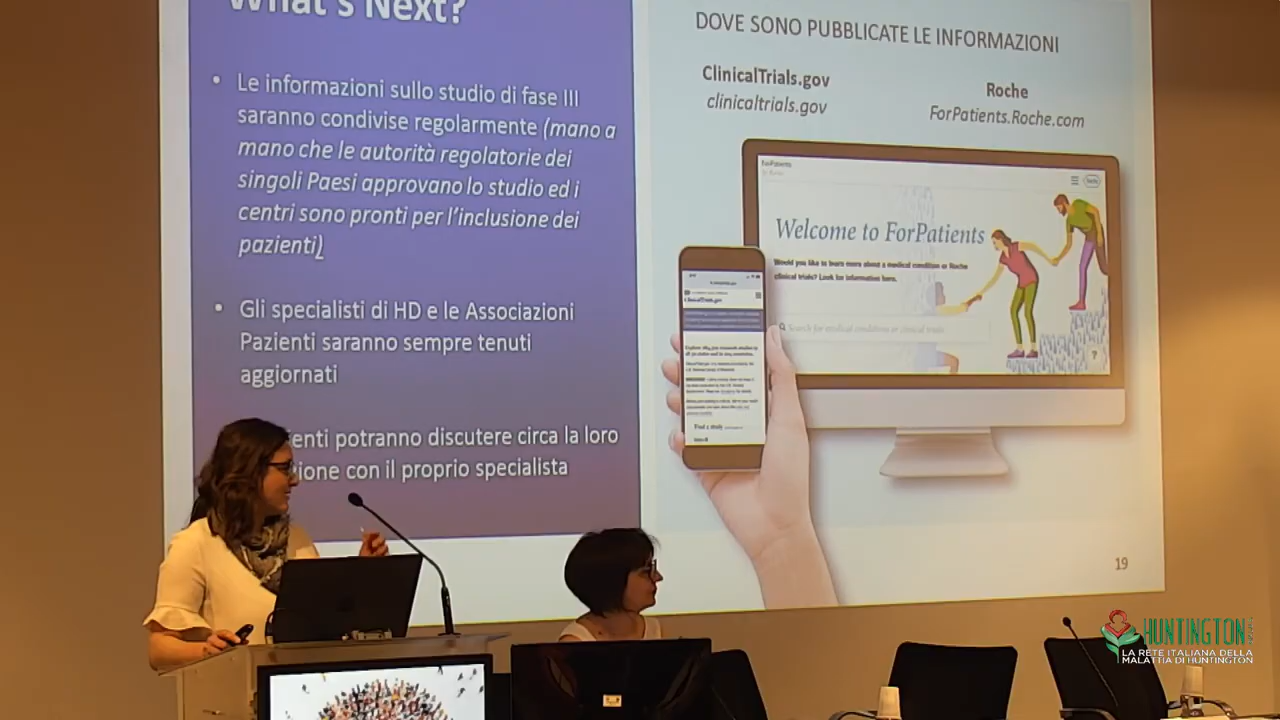 What's Next?
• Le informazioni sullo studio di fase III
saranno condivise regolarmente (mano a
mano che le autorità regolatorie dei
singoli Paesi approvano lo studio ed i
centri sono pronti per l'inclusione dei
pazienti)
• Gli specialisti di HD e le Associazioni
Pazienti saranno sempre tenuti
aggiornati
enti potranno discutere circa la loro
ione con il proprio specialista
DOVE SONO PUBBLICATE LE INFORMAZIONI
ClinicalTrials.gov
clinicaltrials.gov
Roche
ForPatients.Roche.com
ForPatients
Welcome to ForPatients
Would you like to learn more about a medical condition or Roche
clinical trials? Look for information here.
Search for medical conditions or clinical trials
?
ClinicalTrials.gov
Find a study
19
HUNTINGTON
LA RETE ITALIANA DELLA
MALATTIA DI HUNTINGTON